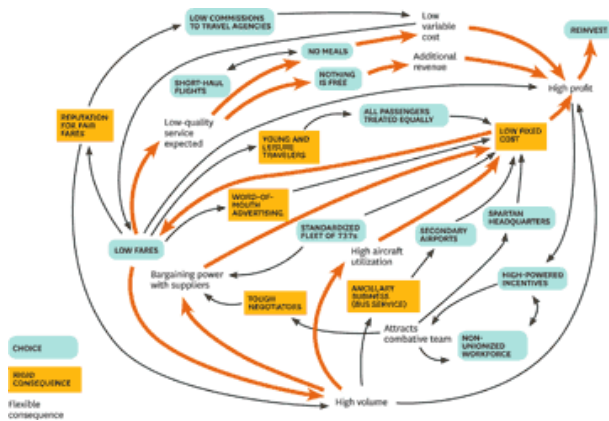 LOW COMMISSIONS
TO TRAVEL AGENCIES
Low
variable
cost
REINVEST
NO MEALS
Additional
revenue
SHORT-HAUL
FLIGHTS
NOTHING
IS FREE
High profit
ALL PASSENGERS
TREATED EQUALLY
REPUTATION
FOR FAIR
FARES
Low-quality
service
expected
YOUNG AND
LEISURE
TRAVELERS
LOW FIXED
COST
WORD-OF-
MOUTH
ADVERTISING
STANDARDIZED
FLEET OF 737s
SECONDARY
AIRPORTS
SPARTAN
HEADQUARTERS
LOW FARES
High aircraft
utilization
Bargaining power
with suppliers
HIGH-POWERED
INCENTIVES
TOUGH
NEGOTIATORS
ANCILLARY
BUSINESS
(BUS SERVICE)
Attracts
combative team
NON-
UNIONIZED
WORKFORCE
CHOICE
RIGID
CONSEQUENCE
Flexible
consequence
High volume